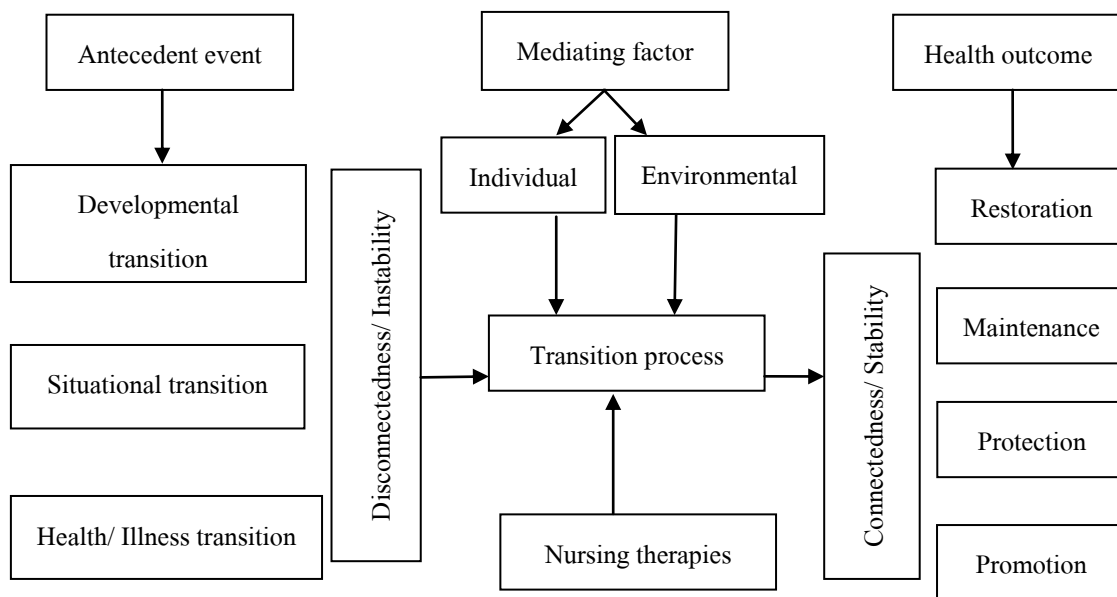 Antecedent event
Mediating factor
Health outcome
Individual
Environmental
Developmental
transition
Restoration
Disconnectedness/ Instability
Connectedness/ Stability
Maintenance
Transition process
Situational transition
Protection
Health/ Illness transition
Nursing therapies
Promotion